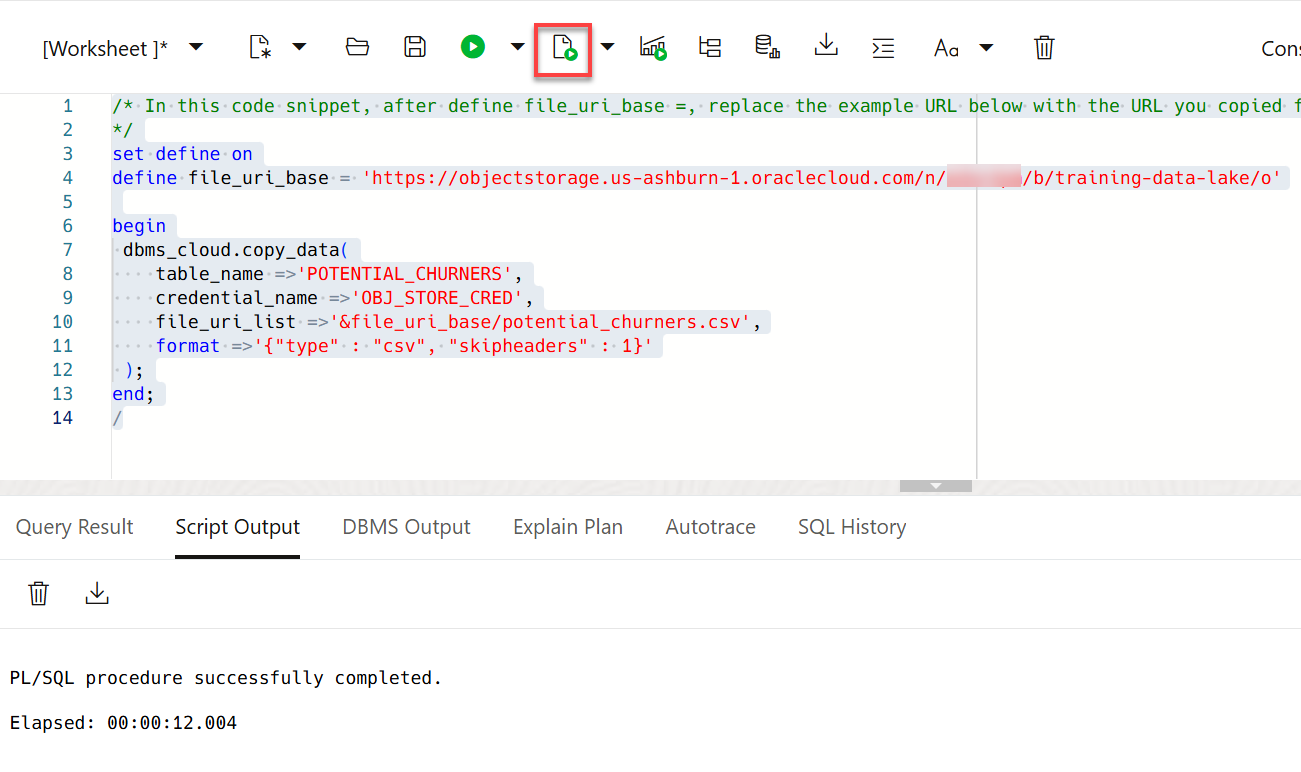 [Worksheet ]*
Aa
Cons
1 /* In this code snippet, after define file_uri_base =, replace the example URL below with the URL you copied f
2 */
3 set define on
4 define file_uri_base = 'https://objectstorage.us-ashburn-1.oraclecloud.com/n/ /b/training-data-lake/o'
5
6 begin
7 dbms_cloud.copy_data(
8 table_name =>'POTENTIAL_CHURNERS',
9 credential_name =>'OBJ_STORE_CRED',
10 file_uri_list =>'&file_uri_base/potential_churners.csv',
11 format =>'{"type" : "csv", "skipheaders" : 1}'
12 );
13 end;
14 /
Query Result Script Output DBMS Output Explain Plan Autotrace SQL History
PL/SQL procedure successfully completed.
Elapsed: 00:00:12.004